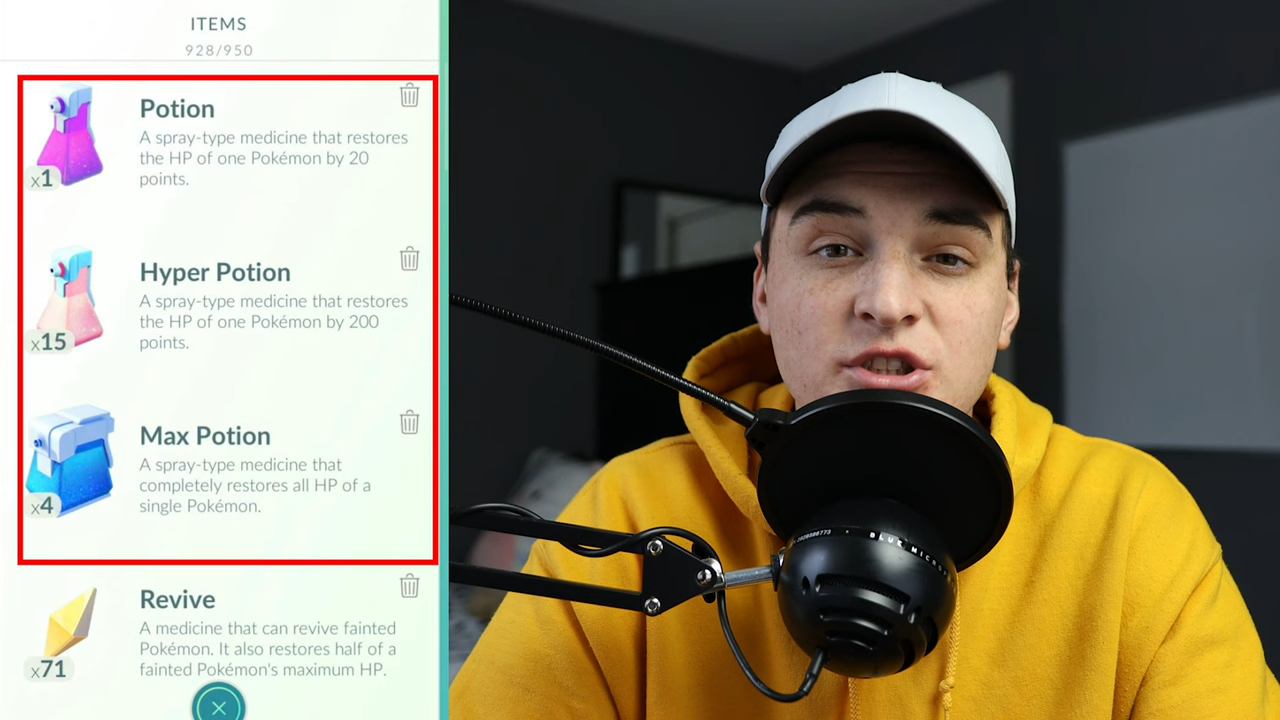 ITEMS
928/950
Potion
A spray-type medicine that restores
the HP of one Pokémon by 20
points.
x1
Hyper Potion
A spray-type medicine that restores
the HP of one Pokémon by 200
points.
x15
Max Potion
A spray-type medicine that
completely restores all HP of a
single Pokémon.
x4
Revive
A medicine that can revive fainted
Pokémon. It also restores half of a
fainted Pokémon's maximum HP.
x71
BLUE MICRO